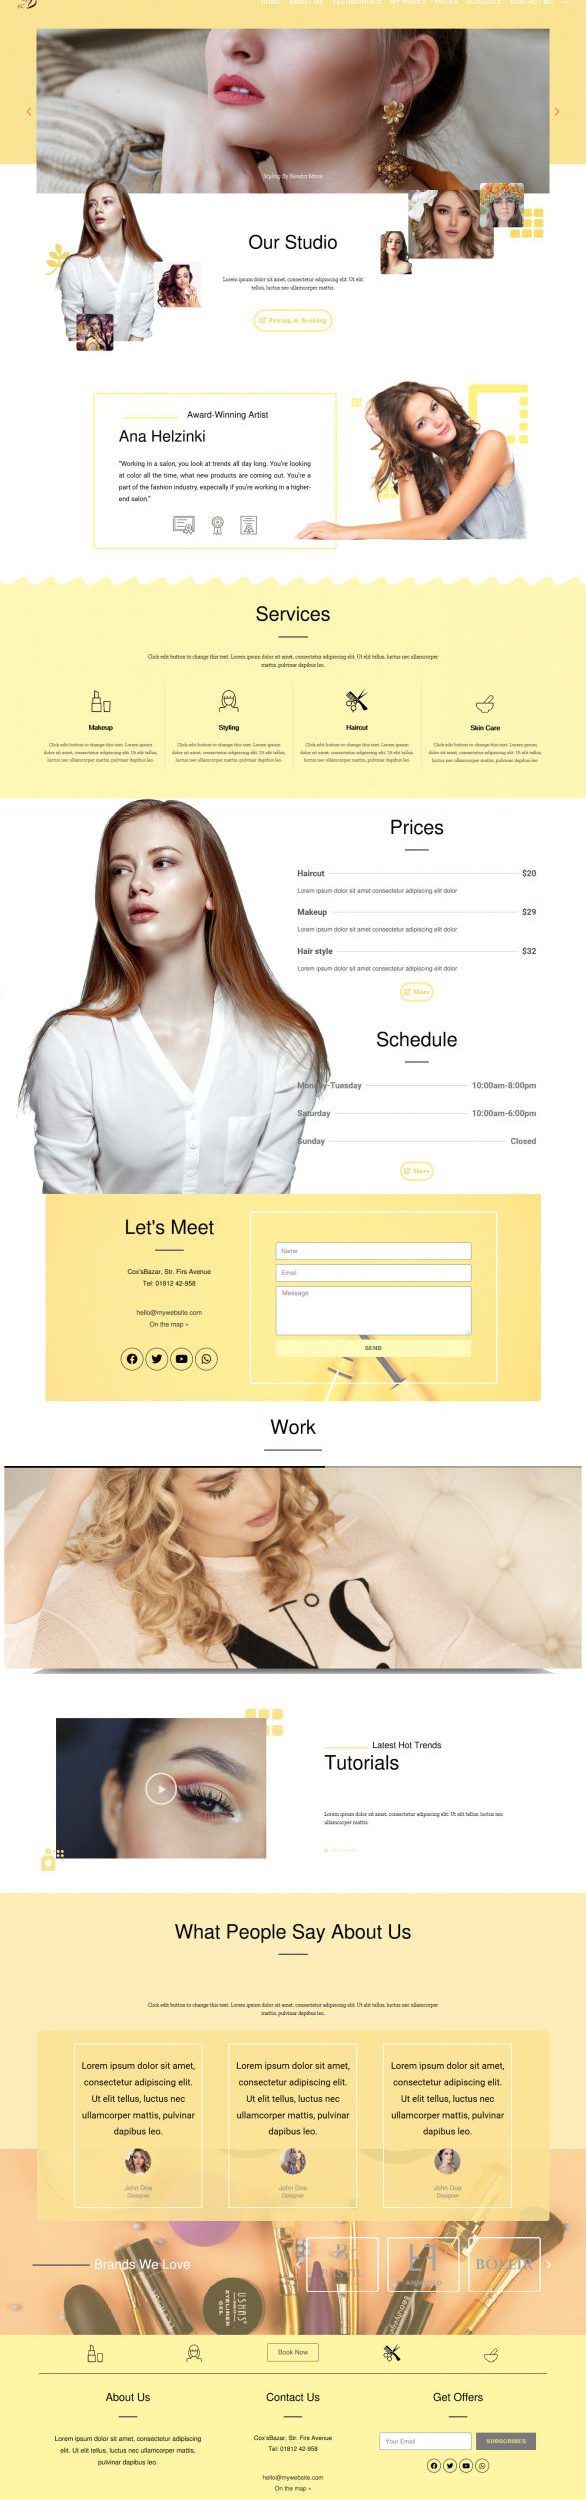 HOME ABOUT ME TESTIMONIALS MY WORKS PRICES SCHEDULE CONTACT ME
Styling By Kendra Mirre
Our Studio
Lorem ipsum dolor sit amet, consectetur adipiscing elit. Ut elit
tellus, luctus nec ullamcorper mattis
Pricing & Booking
Award-Winning Artist
Ana Helzinki
"Working in a salon, you look at trends all day long. You're looking
at color all the time, what new products are coming out. You're a
part of the fashion industry, especially if you're working in a higher-
end salon."
Services
Click edit button to change this text. Lorem ipsum dolor sit amet, consectetur adipiscing elit. Ut elit tellus, luctus nec ullamcorper
mattis, pulvinar dapibus leo.
Makeup
Click edit button to change this text. Lorem ipsum
dolor sit amet, consectetur adipiscing elit. Ut elit tellus,
luctus nec ullamcorper mattis, pulvinar dapibus leo.
Styling
Click edit button to change this text. Lorem ipsum
dolor sit amet, consectetur adipiscing elit. Ut elit tellus,
luctus nec ullamcorper mattis, pulvinar dapibus leo.
Haircut
Click edit button to change this text. Lorem ipsum
dolor sit amet, consectetur adipiscing elit. Ut elit tellus,
luctus nec ullamcorper mattis, pulvinar dapibus leo.
Skin Care
Click edit button to change this text. Lorem ipsum
dolor sit amet, consectetur adipiscing elit. Ut elit tellus,
luctus nec ullamcorper mattis, pulvinar dapibus leo.
Prices
Haircut $20
Lorem ipsum dolor sit amet consectetur adipiscing elit dolor
Makeup $29
Lorem ipsum dolor sit amet consectetur adipiscing elit dolor
Hair style $32
Lorem ipsum dolor sit amet consectetur adipiscing elit dolor
More
Schedule
Monday-Tuesday 10:00am-8:00pm
Saturday 10:00am-6:00pm
Sunday Closed
More
Let's Meet
Cox'sBazar, Str. Firs Avenue
Tel: 01812 42-958
hello@mywebsite.com
On the map »
Name
Email
Message
SEND
Work
N°
Latest Hot Trends
Tutorials
Lorem ipsum dolor sit amet, consectetur adipiscing elit. Ut elit tellus, luctus nec
ullamcorper mattis.
What People Say About Us
Click edit button to change this text. Lorem ipsum dolor sit amet, consectetur adipiscing elit. Ut elit tellus, luctus nec ullamcorper
mattis, pulvinar dapibus leo.
Lorem ipsum dolor sit amet,
consectetur adipiscing elit.
Ut elit tellus, luctus nec
ullamcorper mattis, pulvinar
dapibus leo.
John Doe
Designer
Lorem ipsum dolor sit amet,
consectetur adipiscing elit.
Ut elit tellus, luctus nec
ullamcorper mattis, pulvinar
dapibus leo.
John Doe
Designer
Lorem ipsum dolor sit amet,
consectetur adipiscing elit.
Ut elit tellus, luctus nec
ullamcorper mattis, pulvinar
dapibus leo.
John Doe
Designer
Brands We Love
USHAS
EYELINER
GEL
Book Now
About Us
Lorem ipsum dolor sit amet, consectetur adipiscing
elit. Ut elit tellus, luctus nec ullamcorper mattis,
pulvinar dapibus leo.
Contact Us
Cox'sBazar, Str. Firs Avenue
Tel: 01812 42-958
hello@mywebsite.com
On the map »
Get Offers
Your Email
SUBSCRIBES